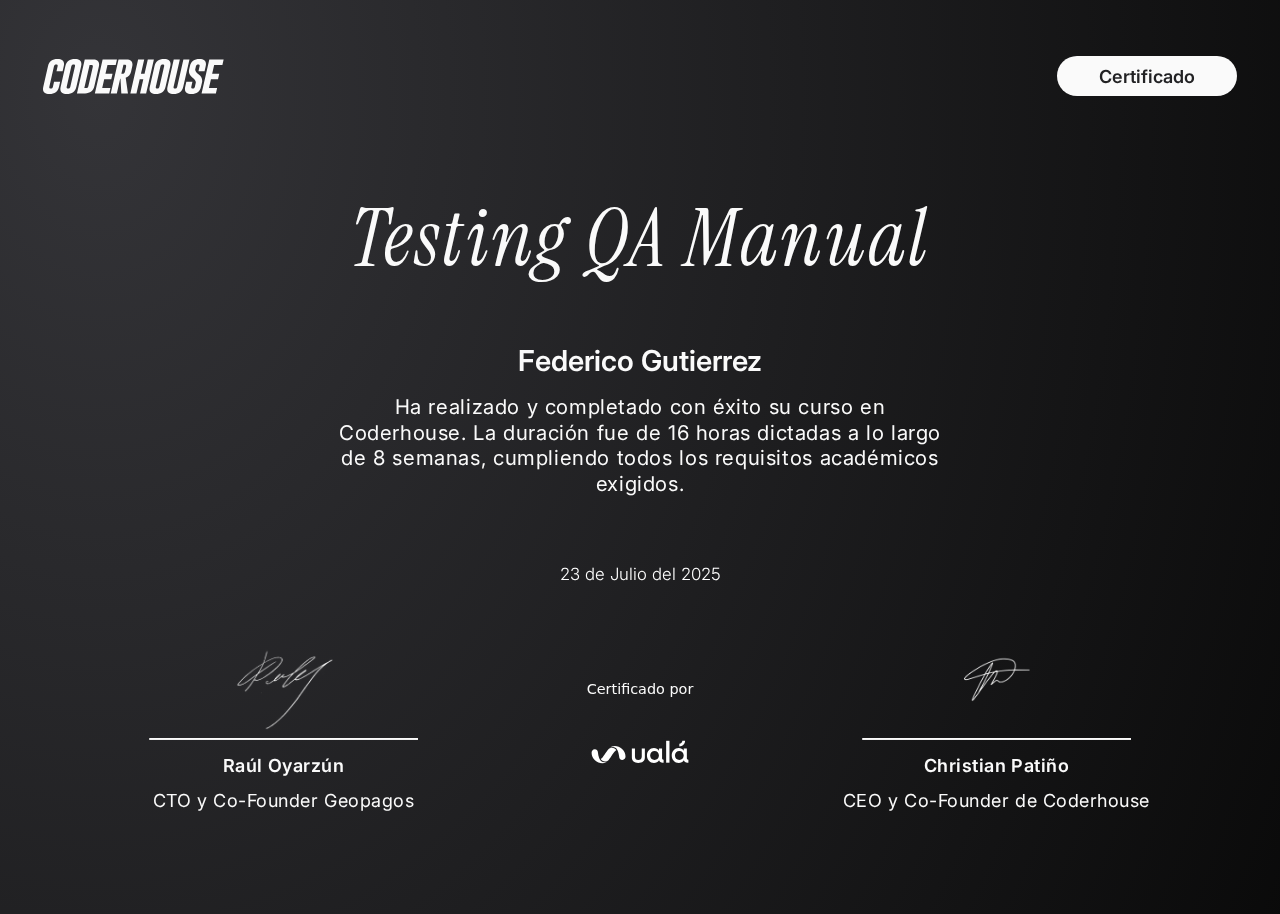 CODERHOUSE
Certificado
Testing QA Manual
Federico Gutierrez
Ha realizado y completado con éxito su curso en
Coderhouse. La duración fue de 16 horas dictadas a lo largo
de 8 semanas, cumpliendo todos los requisitos académicos
exigidos.
23 de Julio del 2025
Certificado por
ualá
Raúl Oyarzún
CTO y Co-Founder Geopagos
Christian Patiño
CEO y Co-Founder de Coderhouse